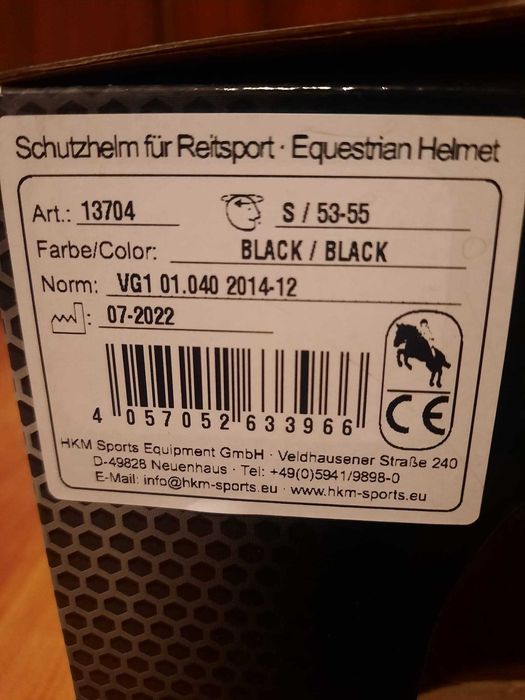 Schutzhelm für Reitsport · Equestrian Helmet
Art.: 13704 S / 53-55
Farbe/Color: BLACK / BLACK
Norm: VG1 01.040 2014-12
: 07-2022
CE
4 057052 633966
HKM Sports Equipment GmbH · Veldhausener Straße 240
D-49828 Neuenhaus · Tel: +49(0)5941/9898-0
E-Mail: info@hkm-sports.eu · www.hkm-sports.eu